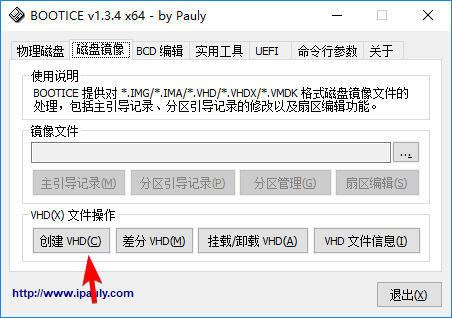 BOOTICE v1.3.4 x64 - by Pauly
物理磁盘 磁盘镜像 BCD 编辑 实用工具 UEFI 命令行参数 关于
使用说明
BOOTICE 提供对 *.IMG/*.IMA/*.VHD/*.VHDX/*.VMDK 格式磁盘镜像文件的
处理，包括主引导记录、分区引导记录的修改以及扇区编辑功能。
镜像文件
...
主引导记录(M) 分区引导记录(P) 分区管理(G) 扇区编辑(S)
VHD(X) 文件操作
创建 VHD(C) 差分 VHD(M) 挂载/卸载 VHD(A) VHD 文件信息(I)
http://www.ipauly.com 退出(X)